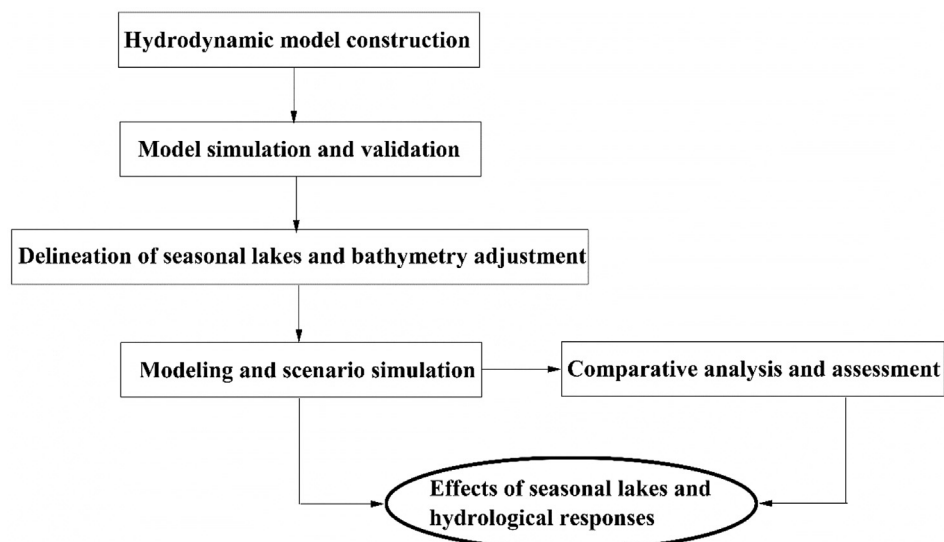 Hydrodynamic model construction
Model simulation and validation
Delineation of seasonal lakes and bathymetry adjustment
Modeling and scenario simulation
Comparative analysis and assessment
Effects of seasonal lakes and
hydrological responses